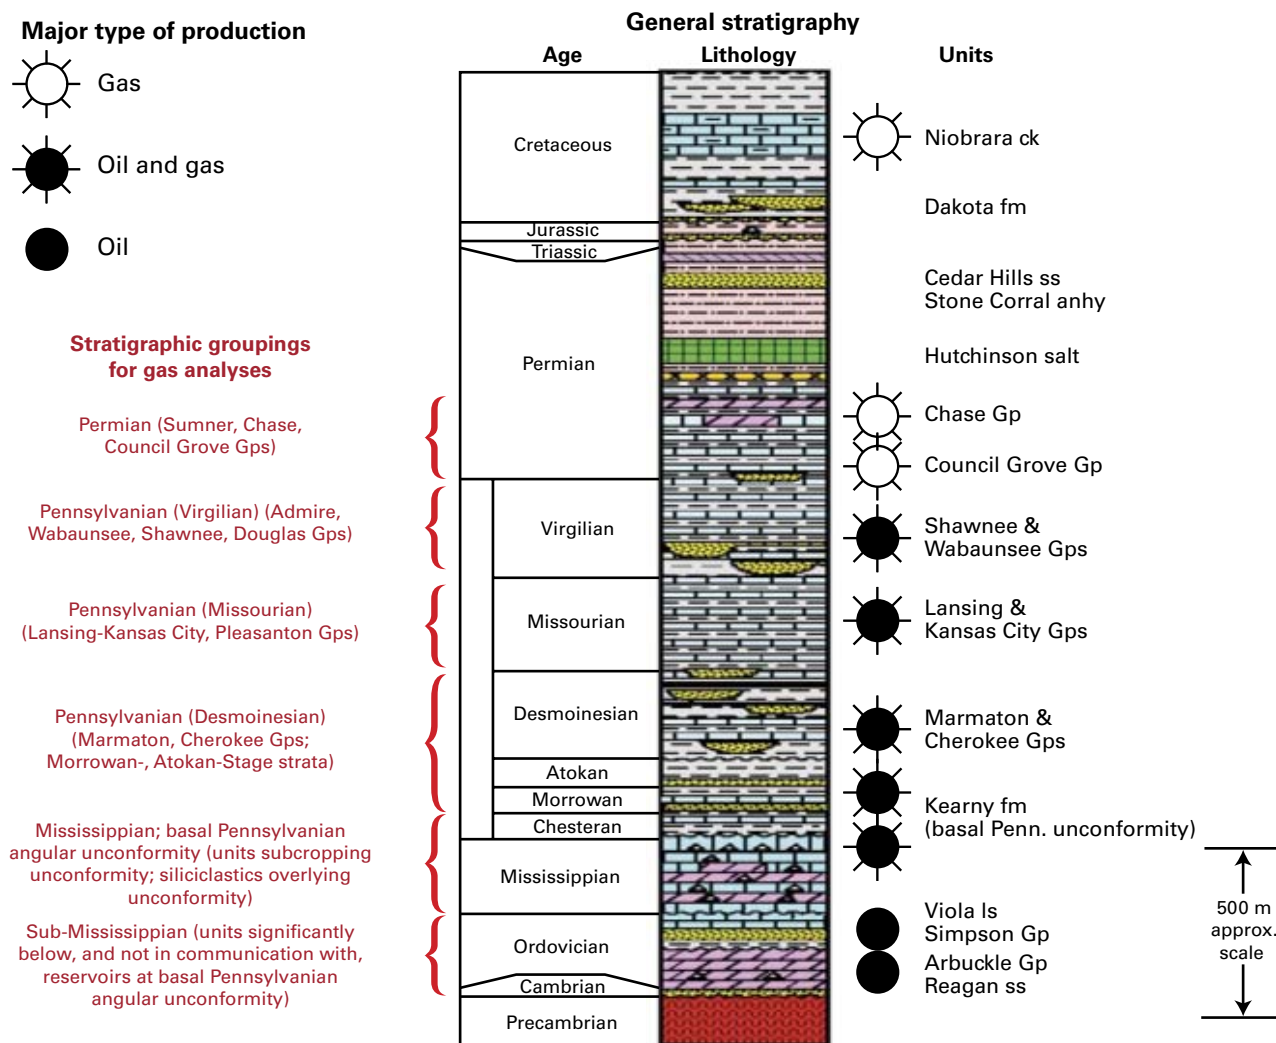 Major type of production
Gas
Oil and gas
Oil
Stratigraphic groupings
for gas analyses
Permian (Sumner, Chase,
Council Grove Gps)
Pennsylvanian (Virgilian) (Admire,
Wabaunsee, Shawnee, Douglas Gps)
Pennsylvanian (Missourian)
(Lansing-Kansas City, Pleasanton Gps)
Pennsylvanian (Desmoinesian)
(Marmaton, Cherokee Gps;
Morrowan-, Atokan-Stage strata)
Mississippian; basal Pennsylvanian
angular unconformity (units subcropping
unconformity; siliciclastics overlying
unconformity)
Sub-Mississippian (units significantly
below, and not in communication with,
reservoirs at basal Pennsylvanian
angular unconformity)
General stratigraphy
Age
Lithology
Units
Cretaceous
Jurassic
Triassic
Permian
Virgilian
Missourian
Desmoinesian
Atokan
Morrowan
Chesteran
Mississippian
Ordovician
Cambrian
Precambrian
Niobrara ck
Dakota fm
Cedar Hills ss
Stone Corral anhy
Hutchinson salt
Chase Gp
Council Grove Gp
Shawnee &
Wabaunsee Gps
Lansing &
Kansas City Gps
Marmaton &
Cherokee Gps
Kearny fm
(basal Penn. unconformity)
Viola ls
Simpson Gp
Arbuckle Gp
Reagan ss
500 m
approx.
scale